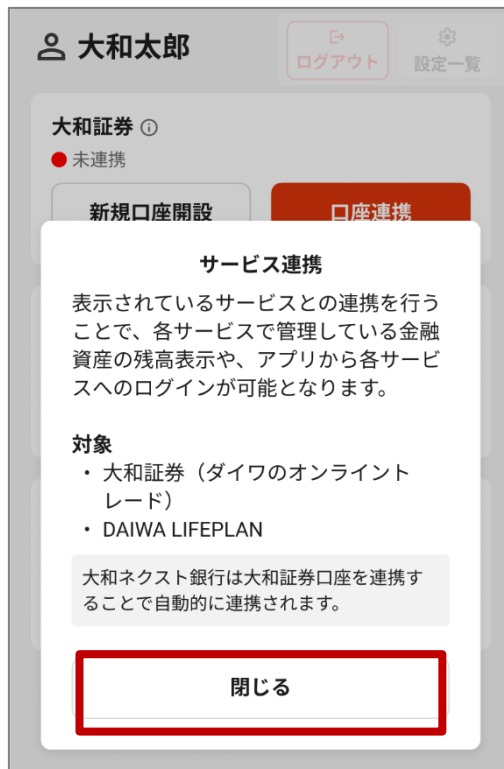 大和太郎
ログアウト
設定一覧
大和証券
未連携
新規口座開設
口座連携
サービス連携
表示されているサービスとの連携を行う
ことで、各サービスで管理している金融
資産の残高表示や、アプリから各サービ
スへのログインが可能となります。
対象
・ 大和証券（ダイワのオンライント
レード）
・ DAIWA LIFEPLAN
大和ネクスト銀行は大和証券口座を連携す
ることで自動的に連携されます。
閉じる